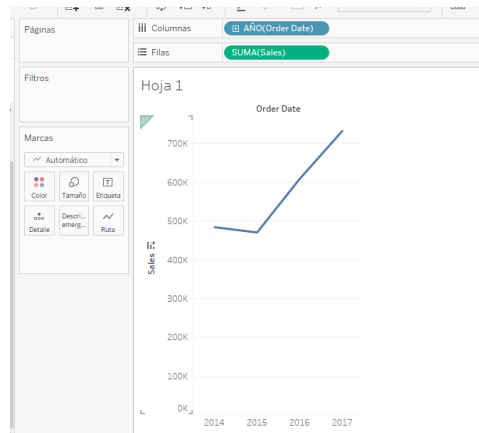 Páginas
iii Columnas
AÑO(Order Date)
Filas
SUMA(Sales)
Filtros
Hoja 1
Order Date
Marcas
Automático
Color
Tamaño
Etiqueta
Detalle
Descri...
emerg...
Ruta
Sales
700K
600K
500K
400K
300K
200K
100K
0K
2014
2015
2016
2017